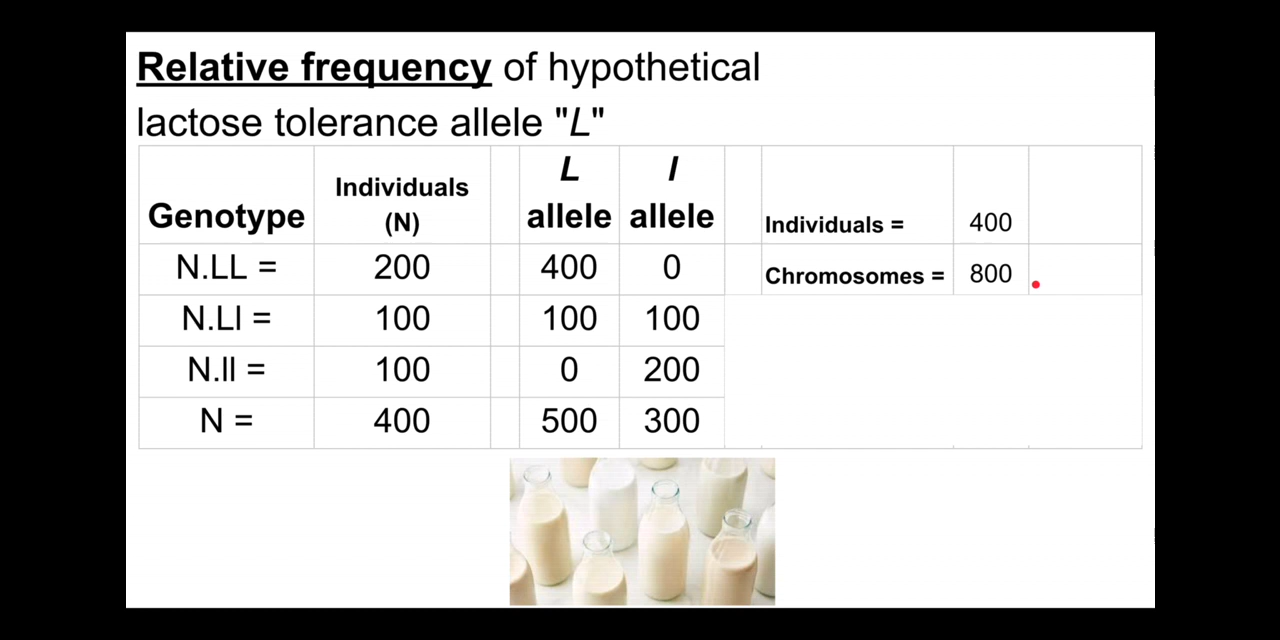 Relative frequency of hypothetical
lactose tolerance allele "L"
Genotype Individuals (N) L allele l allele Individuals = 400
N.LL = 200 400 0 Chromosomes = 800
N.Ll = 100 100 100
N.ll = 100 0 200
N = 400 500 300